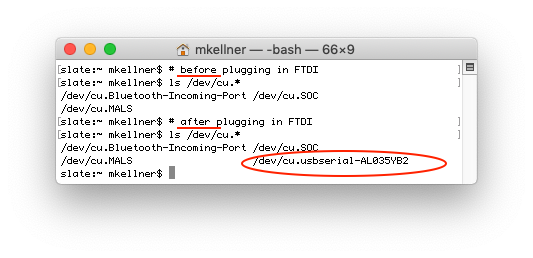 mkellner — -bash — 66×9
[slate:~ mkellner$ # before plugging in FTDI ]
[slate:~ mkellner$ ls /dev/cu.* ]
/dev/cu.Bluetooth-Incoming-Port /dev/cu.SOC
/dev/cu.MALS
[slate:~ mkellner$ # after plugging in FTDI ]
[slate:~ mkellner$ ls /dev/cu.* ]
/dev/cu.Bluetooth-Incoming-Port /dev/cu.SOC
/dev/cu.MALS /dev/cu.usbserial-AL035YB2
slate:~ mkellner$